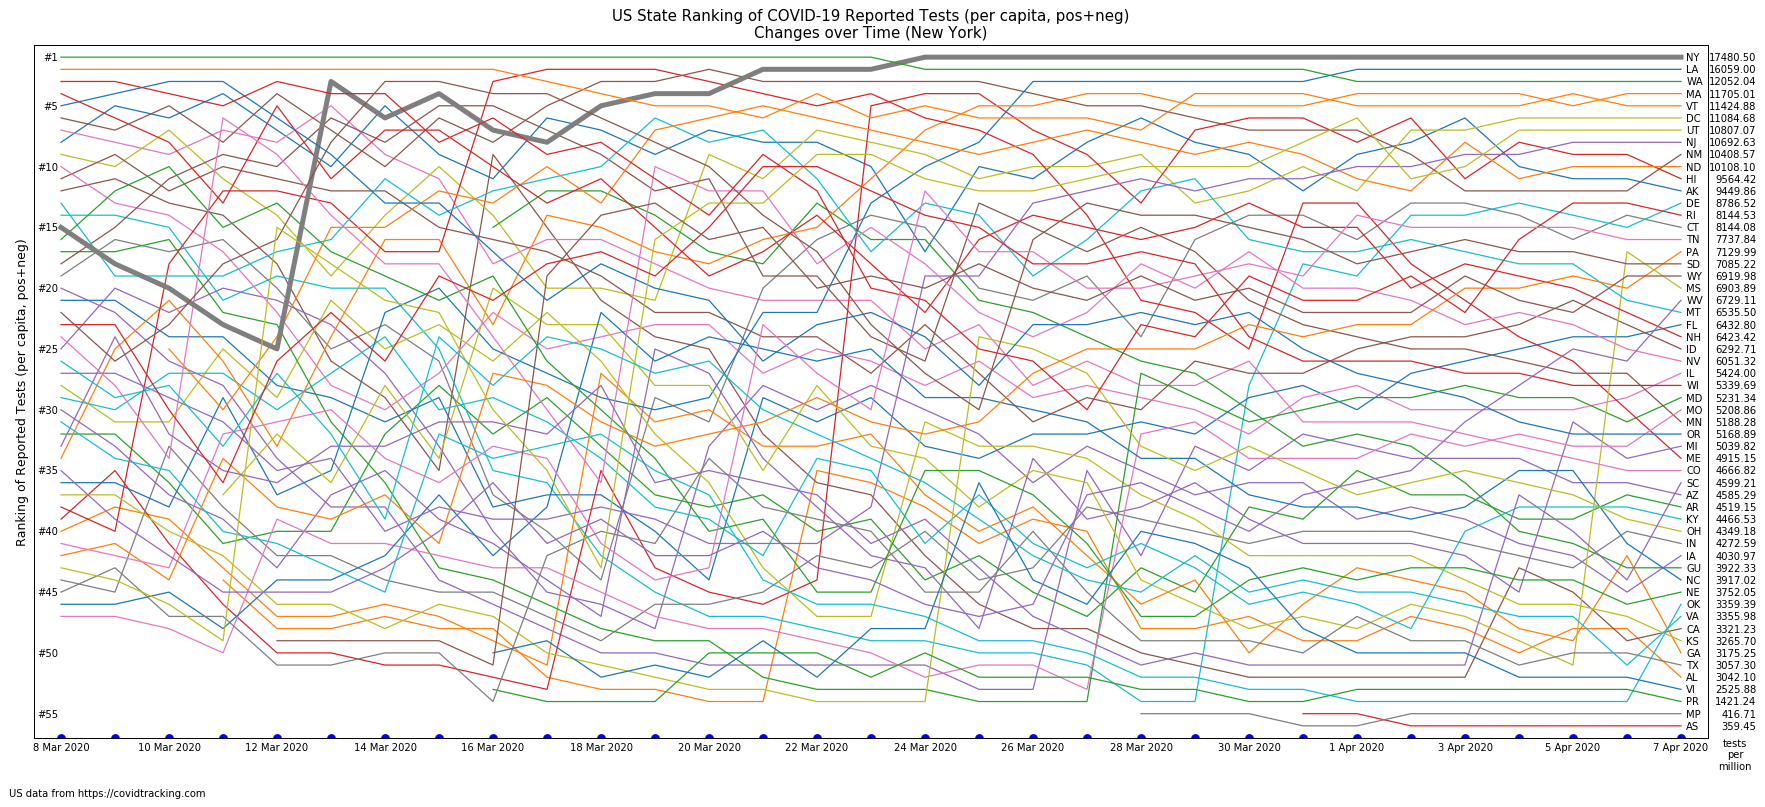 US State Ranking of COVID-19 Reported Tests (per capita, pos+neg)
Changes over Time (New York)
Ranking of Reported Tests (per capita, pos+neg)
#1
#5
#10
#15
#20
#25
#30
#35
#40
#45
#50
#55
NY 17480.50
LA 16059.00
WA 12052.04
MA 11705.01
VT 11424.88
DC 11084.68
UT 10807.07
NJ 10692.63
NM 10408.57
ND 10108.10
HI 9564.42
AK 9449.86
DE 8786.52
RI 8144.53
CT 8144.08
TN 7737.84
PA 7129.99
SD 7085.22
WY 6919.98
MS 6903.89
WV 6729.11
MT 6535.50
FL 6432.80
NH 6423.42
ID 6292.71
NV 6051.32
IL 5424.00
WI 5339.69
MD 5231.34
MO 5208.86
MN 5188.28
OR 5168.89
MI 5039.82
ME 4915.15
CO 4666.82
SC 4599.21
AZ 4585.29
AR 4519.15
KY 4466.53
OH 4349.18
IN 4272.59
IA 4030.97
GU 3922.33
NC 3917.02
NE 3752.05
OK 3359.39
VA 3355.98
CA 3321.23
KS 3265.70
GA 3175.25
TX 3057.30
AL 3042.10
VI 2525.88
PR 1421.24
MP 416.71
AS 359.45
8 Mar 2020
10 Mar 2020
12 Mar 2020
14 Mar 2020
16 Mar 2020
18 Mar 2020
20 Mar 2020
22 Mar 2020
24 Mar 2020
26 Mar 2020
28 Mar 2020
30 Mar 2020
1 Apr 2020
3 Apr 2020
5 Apr 2020
7 Apr 2020
tests
per
million
US data from https://covidtracking.com